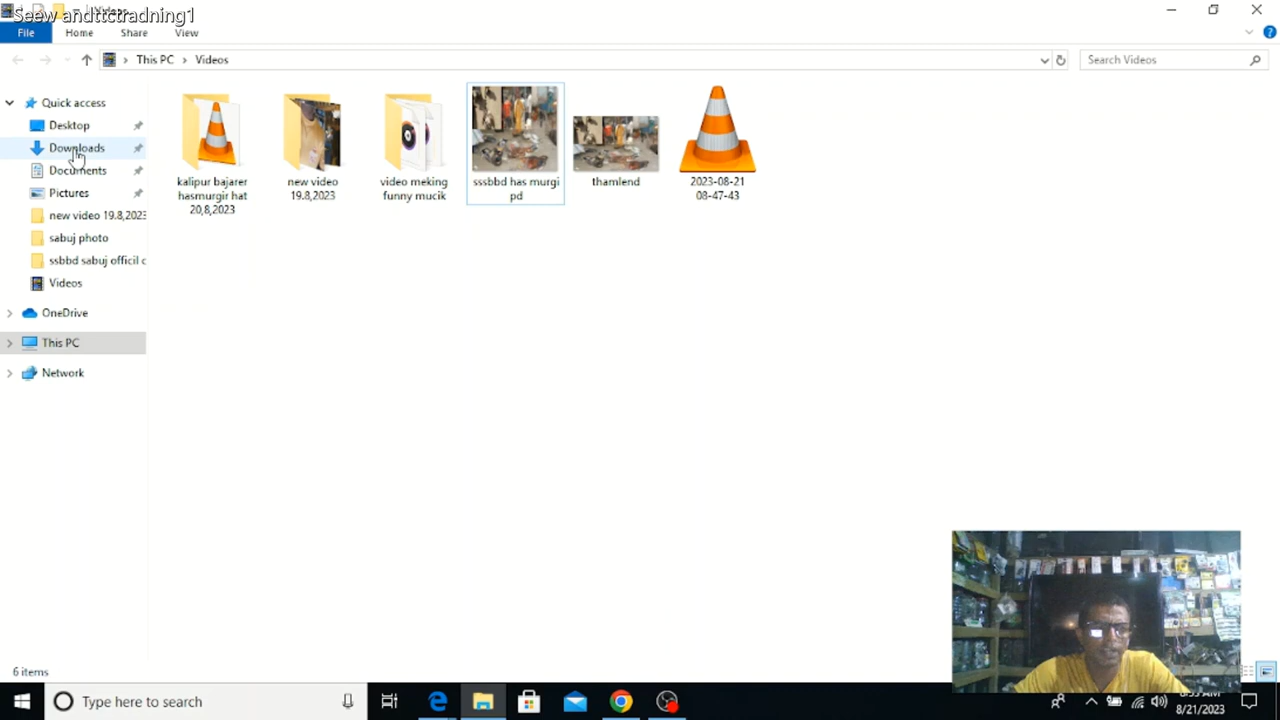 Seew andttctradning1
File Home Share View
This PC Videos
Search Videos
Quick access
Desktop
Downloads
Documents
Pictures
new video 19.8,2023
sabuj photo
ssbbd sabuj officil c
Videos
OneDrive
This PC
Network
kalipur bajarer
hasmurgir hat
20,8,2023
new video
19.8,2023
video meking
funny mucik
sssbbd has murgi
pd
thamlend
2023-08-21
08-47-43
6 items
Type here to search
8/21/2023